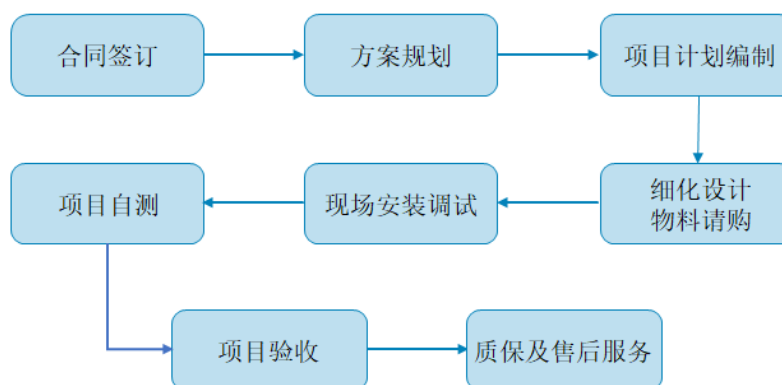 合同签订
方案规划
项目计划编制
细化设计
物料请购
现场安装调试
项目自测
项目验收
质保及售后服务